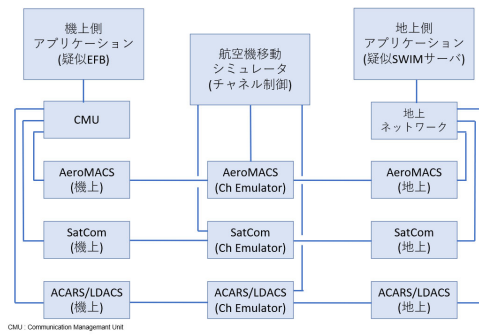 機上側
アプリケーション
(疑似EFB)
航空機移動
シミュレータ
(チャネル制御)
地上側
アプリケーション
(疑似SWIMサーバ)
CMU
地上
ネットワーク
AeroMACS
(機上)
AeroMACS
(Ch Emulator)
AeroMACS
(地上)
SatCom
(機上)
SatCom
(Ch Emulator)
SatCom
(地上)
ACARS/LDACS
(機上)
ACARS/LDACS
(Ch Emulator)
ACARS/LDACS
(地上)
CMU : Communication Management Unit